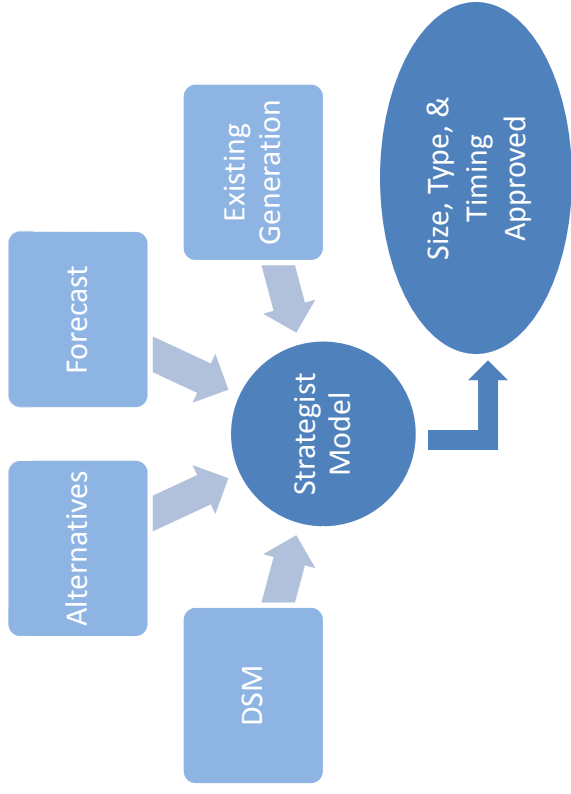 DSM
Alternatives
Forecast
Existing
Generation
Strategist
Model
Size, Type, &
Timing
Approved